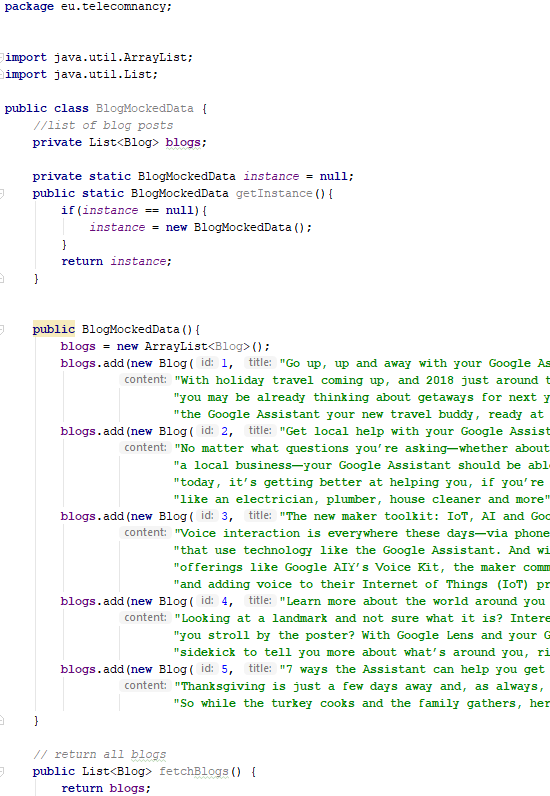 package eu.telecomnancy;
import java.util.ArrayList;
import java.util.List;
public class BlogMockedData {
//list of blog posts
private List<Blog> blogs;
private static BlogMockedData instance = null;
public static BlogMockedData getInstance(){
if(instance == null){
instance = new BlogMockedData();
}
return instance;
}
public BlogMockedData(){
blogs = new ArrayList<Blog>();
blogs.add(new Blog( id: 1, title: "Go up, up and away with your Google As
content: "With holiday travel coming up, and 2018 just around t
"you may be already thinking about getaways for next y
"the Google Assistant your new travel buddy, ready at
blogs.add(new Blog( id: 2, title: "Get local help with your Google Assist
content: "No matter what questions you're asking—whether about
"a local business—your Google Assistant should be able
"today, it's getting better at helping you, if you're
"like an electrician, plumber, house cleaner and more"
blogs.add(new Blog( id: 3, title: "The new maker toolkit: IoT, AI and Goo
content: "Voice interaction is everywhere these days—via phone
"that use technology like the Google Assistant. And wi
"offerings like Google AIY's Voice Kit, the maker comm
"and adding voice to their Internet of Things (IoT) pr
blogs.add(new Blog( id: 4, title: "Learn more about the world around you
content: "Looking at a landmark and not sure what it is? Intere
"you stroll by the poster? With Google Lens and your G
"sidekick to tell you more about what's around you, ri
blogs.add(new Blog( id: 5, title: "7 ways the Assistant can help you get
content: "Thanksgiving is just a few days away and, as always,
"So while the turkey cooks and the family gathers, her
}
// return all blogs
public List<Blog> fetchBlogs() {
return blogs;